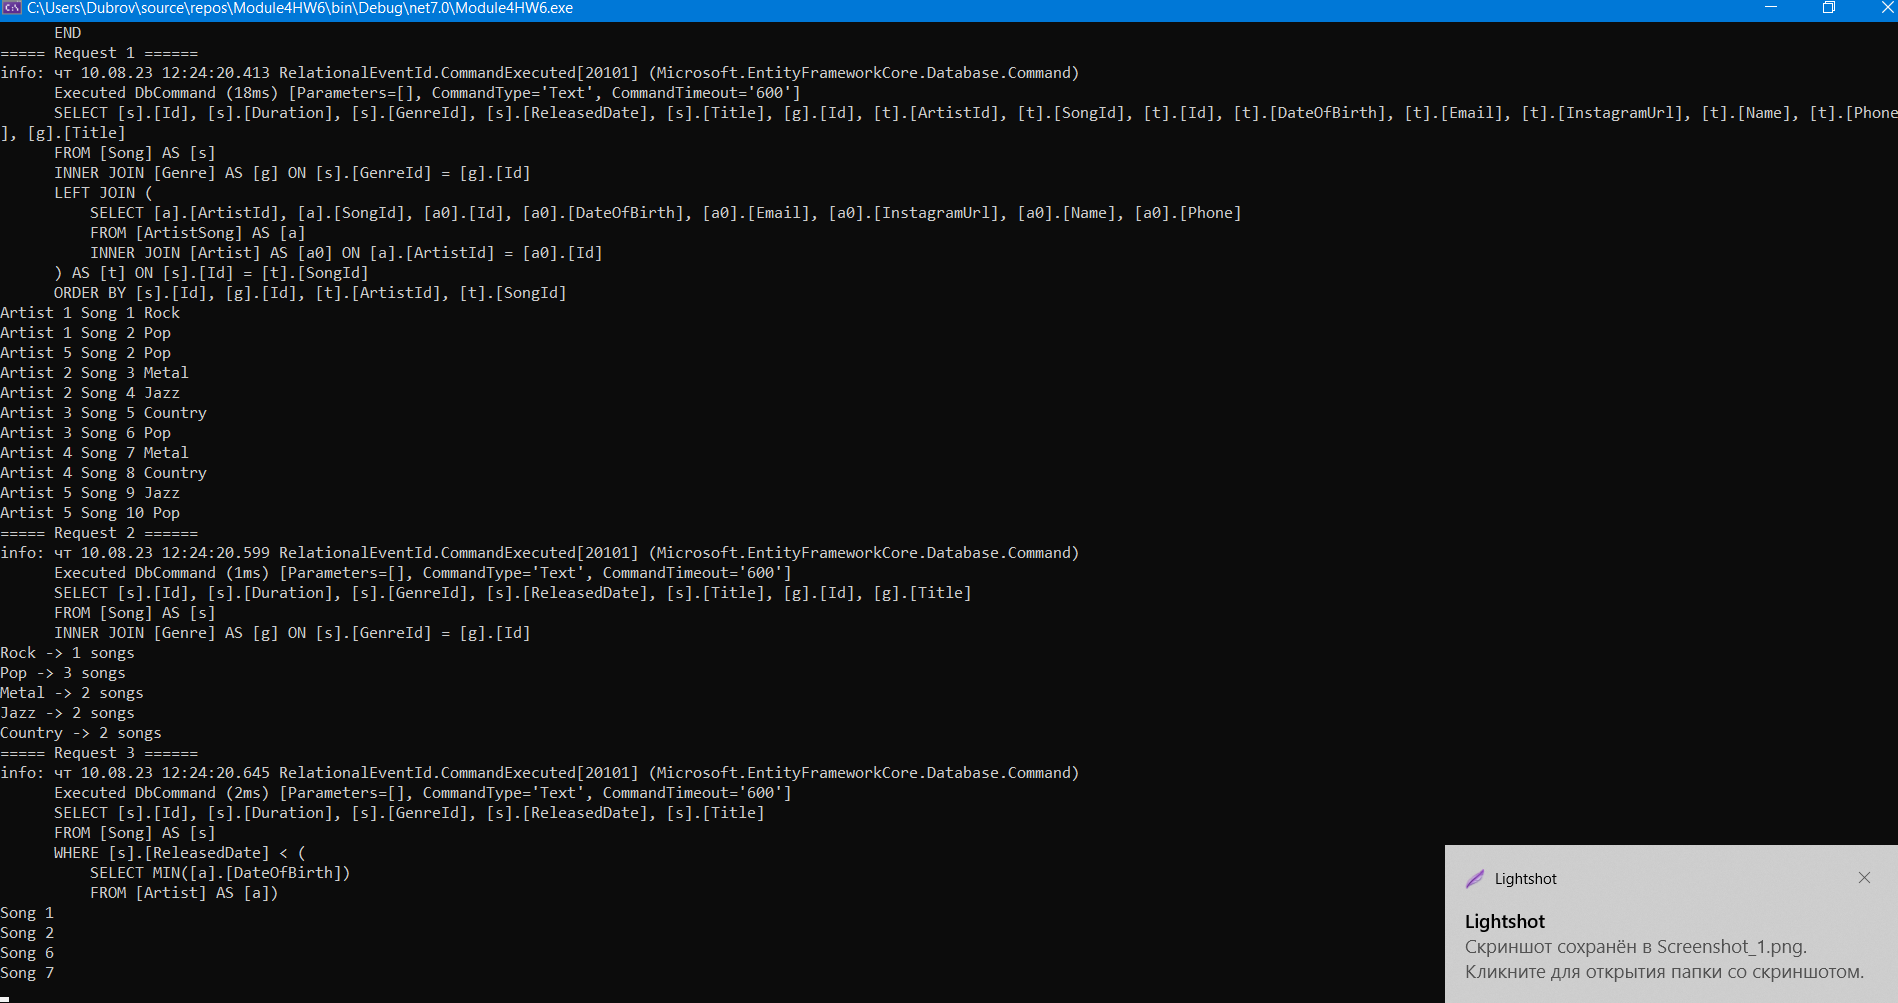 C:\Users\Dubrov\source\repos\Module4HW6\bin\Debug\net7.0\Module4HW6.exe
      END
===== Request 1 ======
info: чт 10.08.23 12:24:20.413 RelationalEventId.CommandExecuted[20101] (Microsoft.EntityFrameworkCore.Database.Command)
      Executed DbCommand (18ms) [Parameters=[], CommandType='Text', CommandTimeout='600']
      SELECT [s].[Id], [s].[Duration], [s].[GenreId], [s].[ReleasedDate], [s].[Title], [g].[Id], [t].[ArtistId], [t].[SongId], [t].[Id], [t].[DateOfBirth], [t].[Email], [t].[InstagramUrl], [t].[Name], [t].[Phone
], [g].[Title]
      FROM [Song] AS [s]
      INNER JOIN [Genre] AS [g] ON [s].[GenreId] = [g].[Id]
      LEFT JOIN (
          SELECT [a].[ArtistId], [a].[SongId], [a0].[Id], [a0].[DateOfBirth], [a0].[Email], [a0].[InstagramUrl], [a0].[Name], [a0].[Phone]
          FROM [ArtistSong] AS [a]
          INNER JOIN [Artist] AS [a0] ON [a].[ArtistId] = [a0].[Id]
      ) AS [t] ON [s].[Id] = [t].[SongId]
      ORDER BY [s].[Id], [g].[Id], [t].[ArtistId], [t].[SongId]
Artist 1 Song 1 Rock
Artist 1 Song 2 Pop
Artist 5 Song 2 Pop
Artist 2 Song 3 Metal
Artist 2 Song 4 Jazz
Artist 3 Song 5 Country
Artist 3 Song 6 Pop
Artist 4 Song 7 Metal
Artist 4 Song 8 Country
Artist 5 Song 9 Jazz
Artist 5 Song 10 Pop
===== Request 2 ======
info: чт 10.08.23 12:24:20.599 RelationalEventId.CommandExecuted[20101] (Microsoft.EntityFrameworkCore.Database.Command)
      Executed DbCommand (1ms) [Parameters=[], CommandType='Text', CommandTimeout='600']
      SELECT [s].[Id], [s].[Duration], [s].[GenreId], [s].[ReleasedDate], [s].[Title], [g].[Id], [g].[Title]
      FROM [Song] AS [s]
      INNER JOIN [Genre] AS [g] ON [s].[GenreId] = [g].[Id]
Rock -> 1 songs
Pop -> 3 songs
Metal -> 2 songs
Jazz -> 2 songs
Country -> 2 songs
===== Request 3 ======
info: чт 10.08.23 12:24:20.645 RelationalEventId.CommandExecuted[20101] (Microsoft.EntityFrameworkCore.Database.Command)
      Executed DbCommand (2ms) [Parameters=[], CommandType='Text', CommandTimeout='600']
      SELECT [s].[Id], [s].[Duration], [s].[GenreId], [s].[ReleasedDate], [s].[Title]
      FROM [Song] AS [s]
      WHERE [s].[ReleasedDate] < (
          SELECT MIN([a].[DateOfBirth])
          FROM [Artist] AS [a])
Song 1
Song 2
Song 6
Song 7
Lightshot
Lightshot
Скриншот сохранён в Screenshot_1.png.
Кликните для открытия папки со скриншотом.